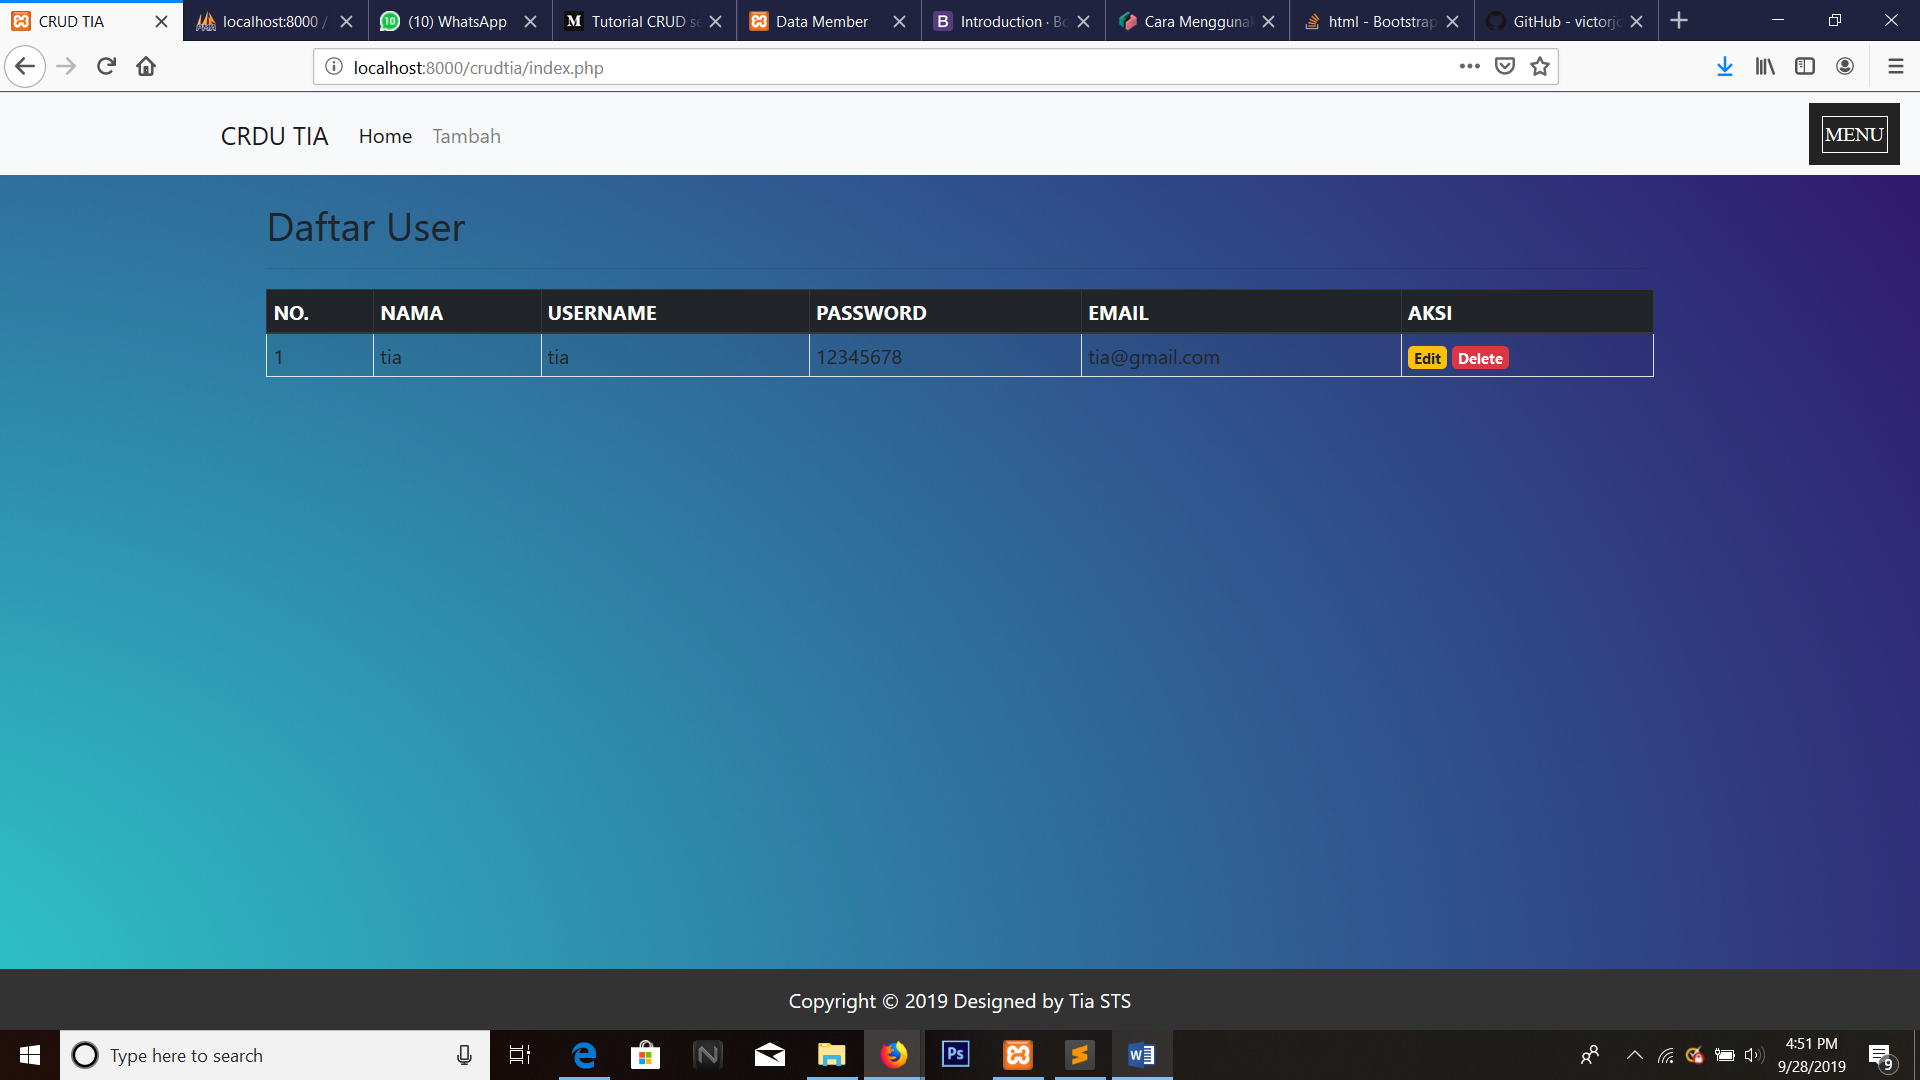 CRUD TIA
localhost:8000 /
(10) WhatsApp
Tutorial CRUD se
Data Member
Introduction · Bo
Cara Menggunak
html - Bootstrap
GitHub - victorjo
localhost:8000/crudtia/index.php
CRDU TIA
Home
Tambah
MENU
Daftar User
NO. NAMA USERNAME PASSWORD EMAIL AKSI
1 tia tia 12345678 tia@gmail.com Edit Delete
Copyright © 2019 Designed by Tia STS
Type here to search
4:51 PM
9/28/2019
9